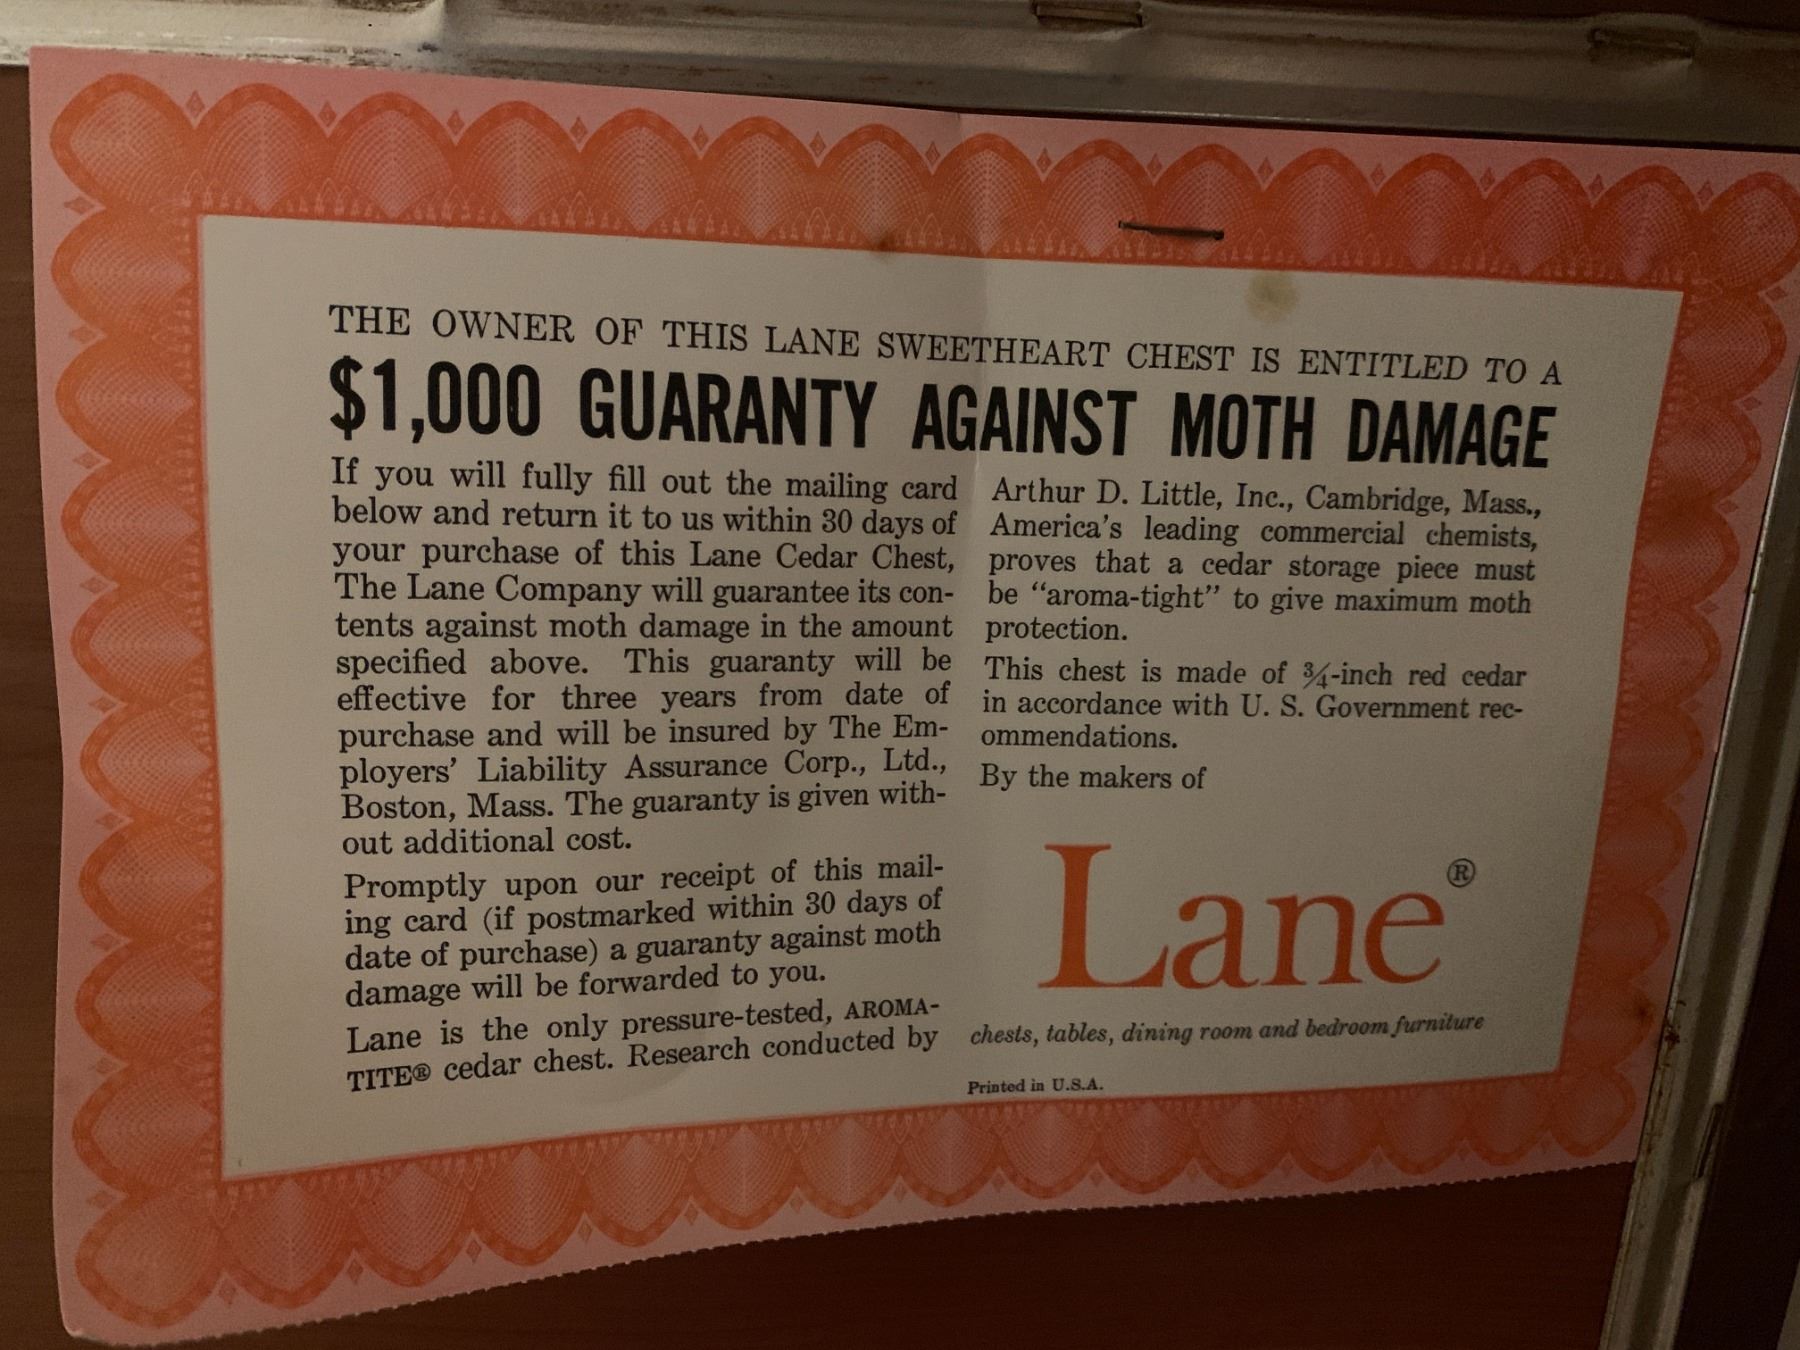 THE OWNER OF THIS LANE SWEETHEART CHEST IS ENTITLED TO A
$1,000 GUARANTY AGAINST MOTH DAMAGE
If you will fully fill out the mailing card
below and return it to us within 30 days of
your purchase of this Lane Cedar Chest,
The Lane Company will guarantee its con-
tents against moth damage in the amount
specified above. This guaranty will be
effective for three years from date of
purchase and will be insured by The Em-
ployers' Liability Assurance Corp., Ltd.,
Boston, Mass. The guaranty is given with-
out additional cost.
Promptly upon our receipt of this mail-
ing card (if postmarked within 30 days of
date of purchase) a guaranty against moth
damage will be forwarded to you.
Lane is the only pressure-tested, AROMA-
TITE® cedar chest. Research conducted by
Arthur D. Little, Inc., Cambridge, Mass.,
America's leading commercial chemists,
proves that a cedar storage piece must
be “aroma-tight” to give maximum moth
protection.
This chest is made of ¾-inch red cedar
in accordance with U. S. Government rec-
ommendations.
By the makers of
Lane®
chests, tables, dining room and bedroom furniture
Printed in U.S.A.